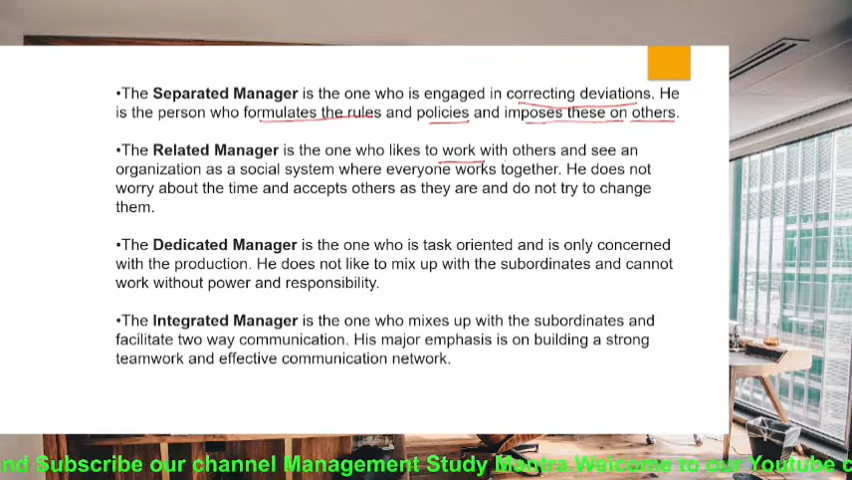 •The Separated Manager is the one who is engaged in correcting deviations. He
is the person who formulates the rules and policies and imposes these on others.
•The Related Manager is the one who likes to work with others and see an
organization as a social system where everyone works together. He does not
worry about the time and accepts others as they are and do not try to change
them.
•The Dedicated Manager is the one who is task oriented and is only concerned
with the production. He does not like to mix up with the subordinates and cannot
work without power and responsibility.
•The Integrated Manager is the one who mixes up with the subordinates and
facilitate two way communication. His major emphasis is on building a strong
teamwork and effective communication network.
nd Subscribe our channel Management Study Mantra.Welcome to our Youtube c